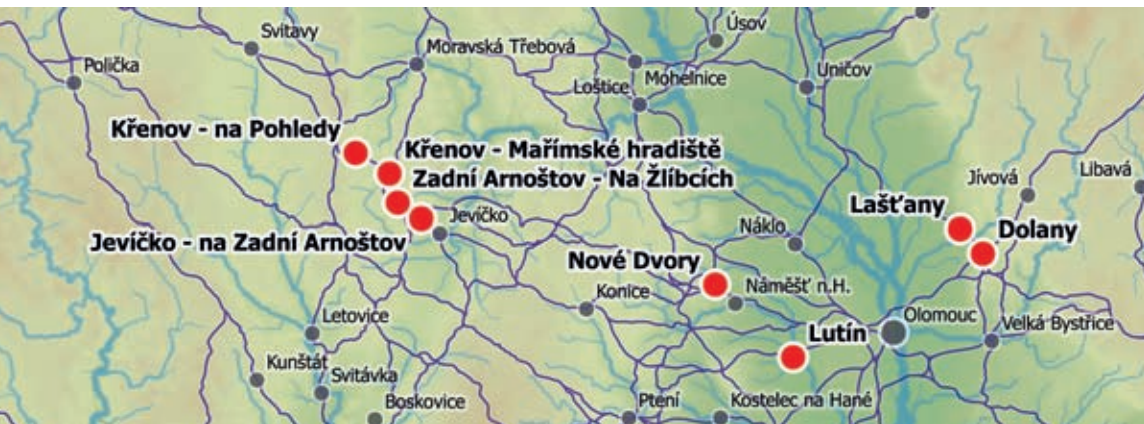 Svitavy
Úsov
Polička
Moravská Třebová
Mohelnice
Uničov
Loštice
Křenov - na Pohledy
Křenov - Mařímské hradiště
Zadní Arnoštov - Na Žlíbcích
Jívová
Libavá
Lašťany
Jevíčko
Náklo
Dolany
Jevíčko - na Zadní Arnoštov
Nové Dvory
Konice
Náměšť n.H.
Letovice
Olomouc
Lutín
Velká Bystřice
Kunštát
Svitávka
Boskovice
Ptení
Kostelec na Hané